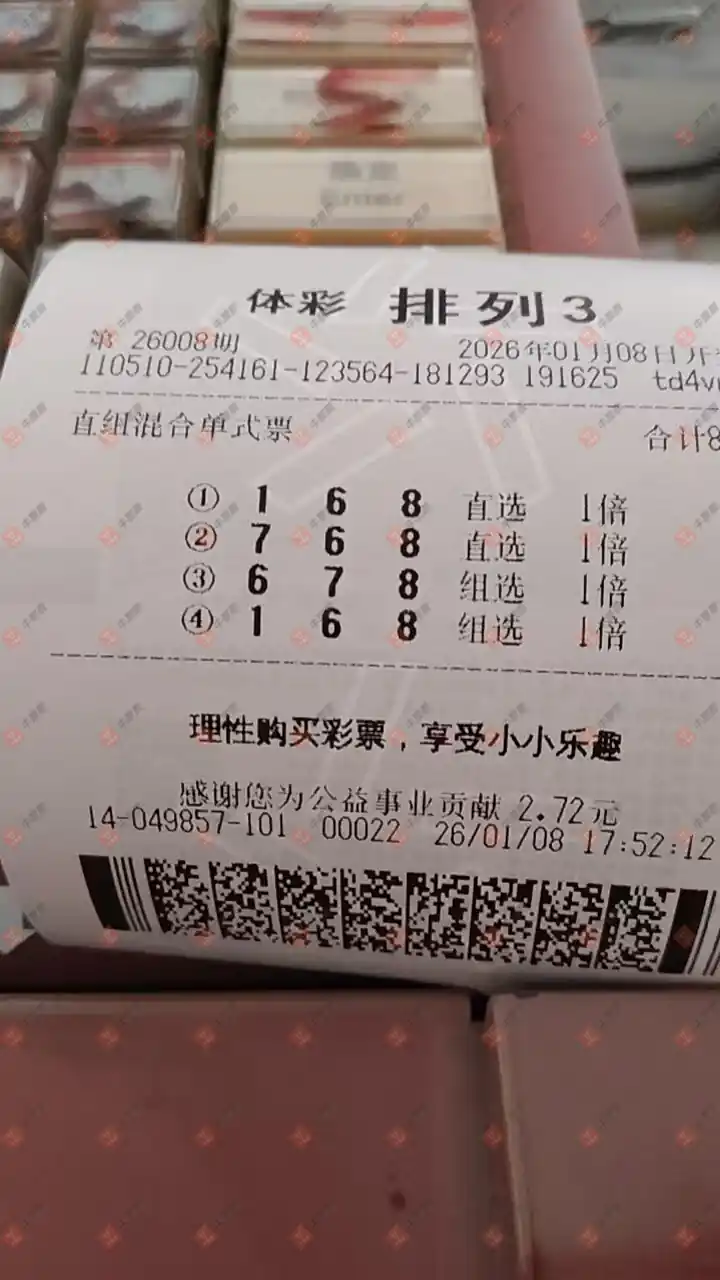 体彩 排列3
第 26008期
2026年01月08日开
110510-254161-123564-181293 191625 td4v
直组混合单式票
合计8
① 1 6 8 直选 1倍
② 7 6 8 直选 1倍
③ 6 7 8 组选 1倍
④ 1 6 8 组选 1倍
理性购买彩票，享受小小乐趣
感谢您为公益事业贡献 2.72元
14-049857-101 00022 26/01/08 17:52:12